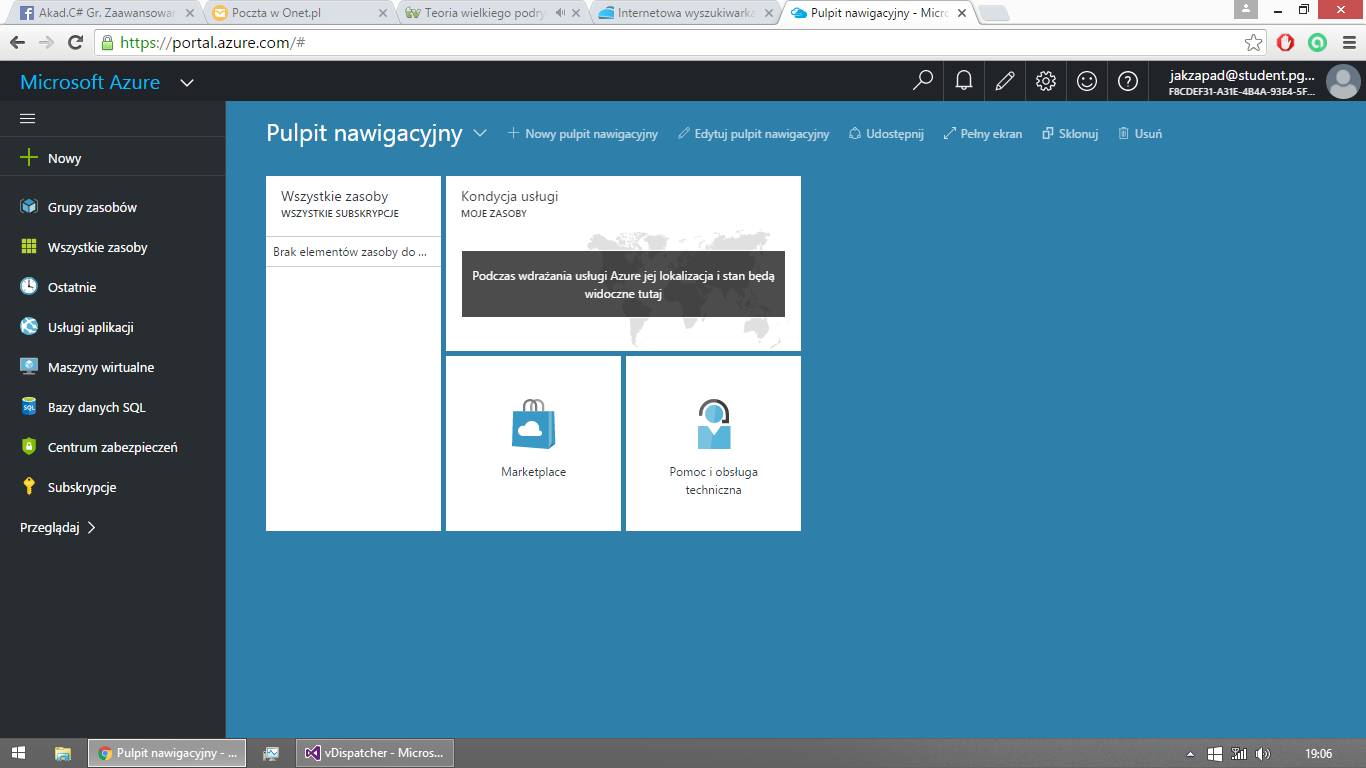 Akad.C# Gr. Zaawansowan
Poczta w Onet.pl
Teoria wielkiego podry
Internetowa wyszukiwarka
Pulpit nawigacyjny - Micro
https://portal.azure.com/#
Microsoft Azure
jakzapad@student.pg...
F8CDEF31-A31E-4B4A-93E4-5F...
Nowy
Grupy zasobów
Wszystkie zasoby
Ostatnie
Usługi aplikacji
Maszyny wirtualne
Bazy danych SQL
Centrum zabezpieczeń
Subskrypcje
Przeglądaj
Pulpit nawigacyjny
Nowy pulpit nawigacyjny
Edytuj pulpit nawigacyjny
Udostępnij
Pełny ekran
Sklonuj
Usuń
Wszystkie zasoby
WSZYSTKIE SUBSKRYPCJE
Brak elementów zasoby do ...
Kondycja usługi
MOJE ZASOBY
Podczas wdrażania usługi Azure jej lokalizacja i stan będą
widoczne tutaj
Marketplace
Pomoc i obsługa
techniczna
Pulpit nawigacyjny - ...
vDispatcher - Micros...
19:06